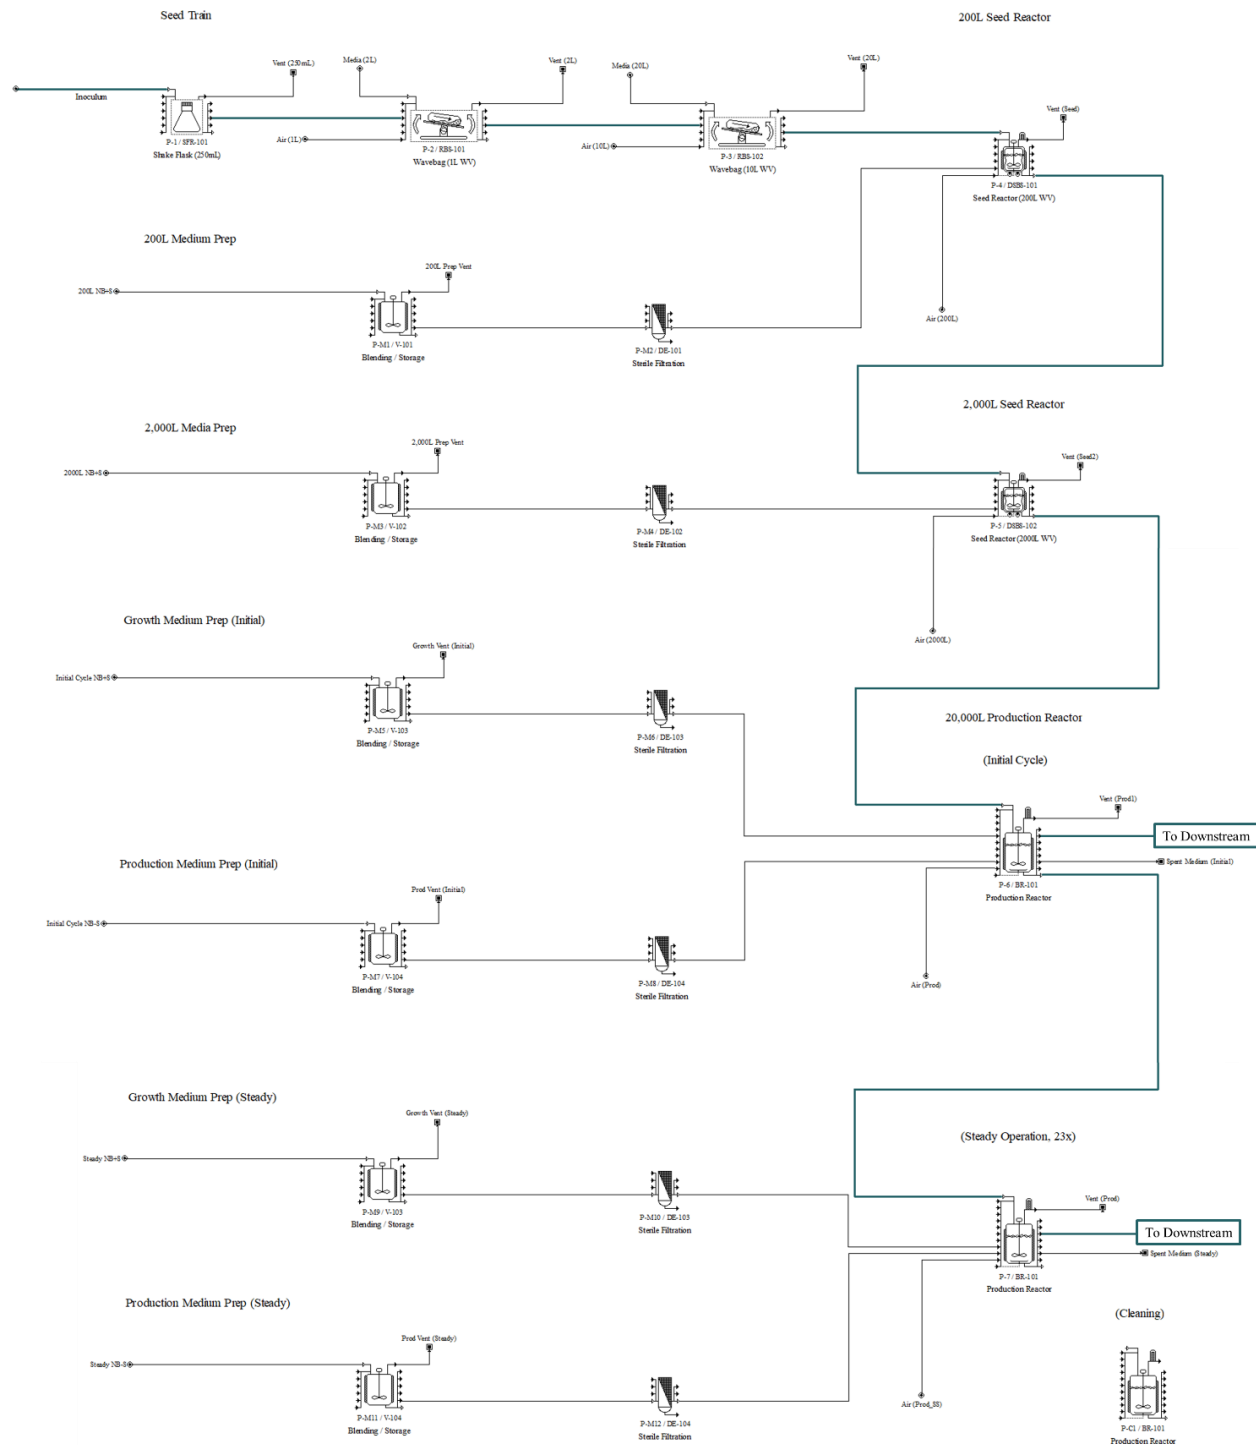 Seed Train
200L Seed Reactor
Vent (250mL)
Media (2L)
Vent (2L)
Media (20L)
Vent (20L)
Inoculum
Vent (Seed)
P-1 / SFR-101
Shake Flask (250mL)
Air (1L)
P-2 / RBS-101
Wavebag (1L WV)
Air (10L)
P-3 / RBS-102
Wavebag (10L WV)
P-4 / DSBS-101
Seed Reactor (200L WV)
200L Medium Prep
200L Prep Vent
200L NB+S
Air (200L)
P-M1 / V-101
Blending / Storage
P-M2 / DE-101
Sterile Filtration
2,000L Seed Reactor
2,000L Media Prep
2,000L Prep Vent
Vent (Seed2)
2000L NB+S
P-M3 / V-102
Blending / Storage
P-M4 / DE-102
Sterile Filtration
P-5 / DSBS-102
Seed Reactor (2000L WV)
Growth Medium Prep (Initial)
Growth Vent (Initial)
Air (2000L)
Initial Cycle NB+S
20,000L Production Reactor
P-M5 / V-103
Blending / Storage
P-M6 / DE-103
Sterile Filtration
(Initial Cycle)
Vent (Prod1)
To Downstream
Production Medium Prep (Initial)
Spent Medium (Initial)
Prod Vent (Initial)
P-6 / BR-101
Production Reactor
Initial Cycle NB-S
P-M7 / V-104
Blending / Storage
P-M8 / DE-104
Sterile Filtration
Air (Prod)
Growth Medium Prep (Steady)
Growth Vent (Steady)
(Steady Operation, 23x)
Steady NB+S
Vent (Prod)
P-M9 / V-103
Blending / Storage
P-M10 / DE-103
Sterile Filtration
To Downstream
Spent Medium (Steady)
P-7 / BR-101
Production Reactor
Production Medium Prep (Steady)
(Cleaning)
Prod Vent (Steady)
Steady NB-S
P-M11 / V-104
Blending / Storage
P-M12 / DE-104
Sterile Filtration
Air (Prod_SS)
P-C1 / BR-101
Production Reactor